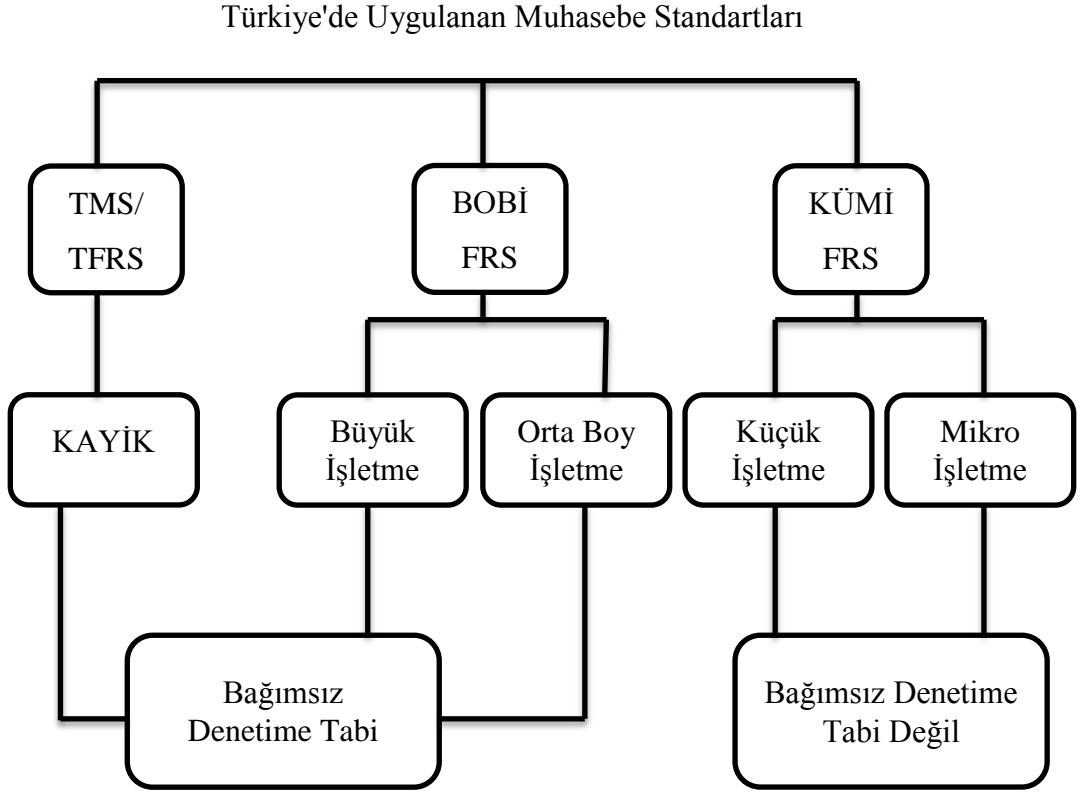 Türkiye'de Uygulanan Muhasebe Standartları
TMS/
TFRS
BOBİ
FRS
KÜMİ
FRS
KAYİK
Büyük
İşletme
Orta Boy
İşletme
Küçük
İşletme
Mikro
İşletme
Bağımsız
Denetime Tabi
Bağımsız Denetime
Tabi Değil